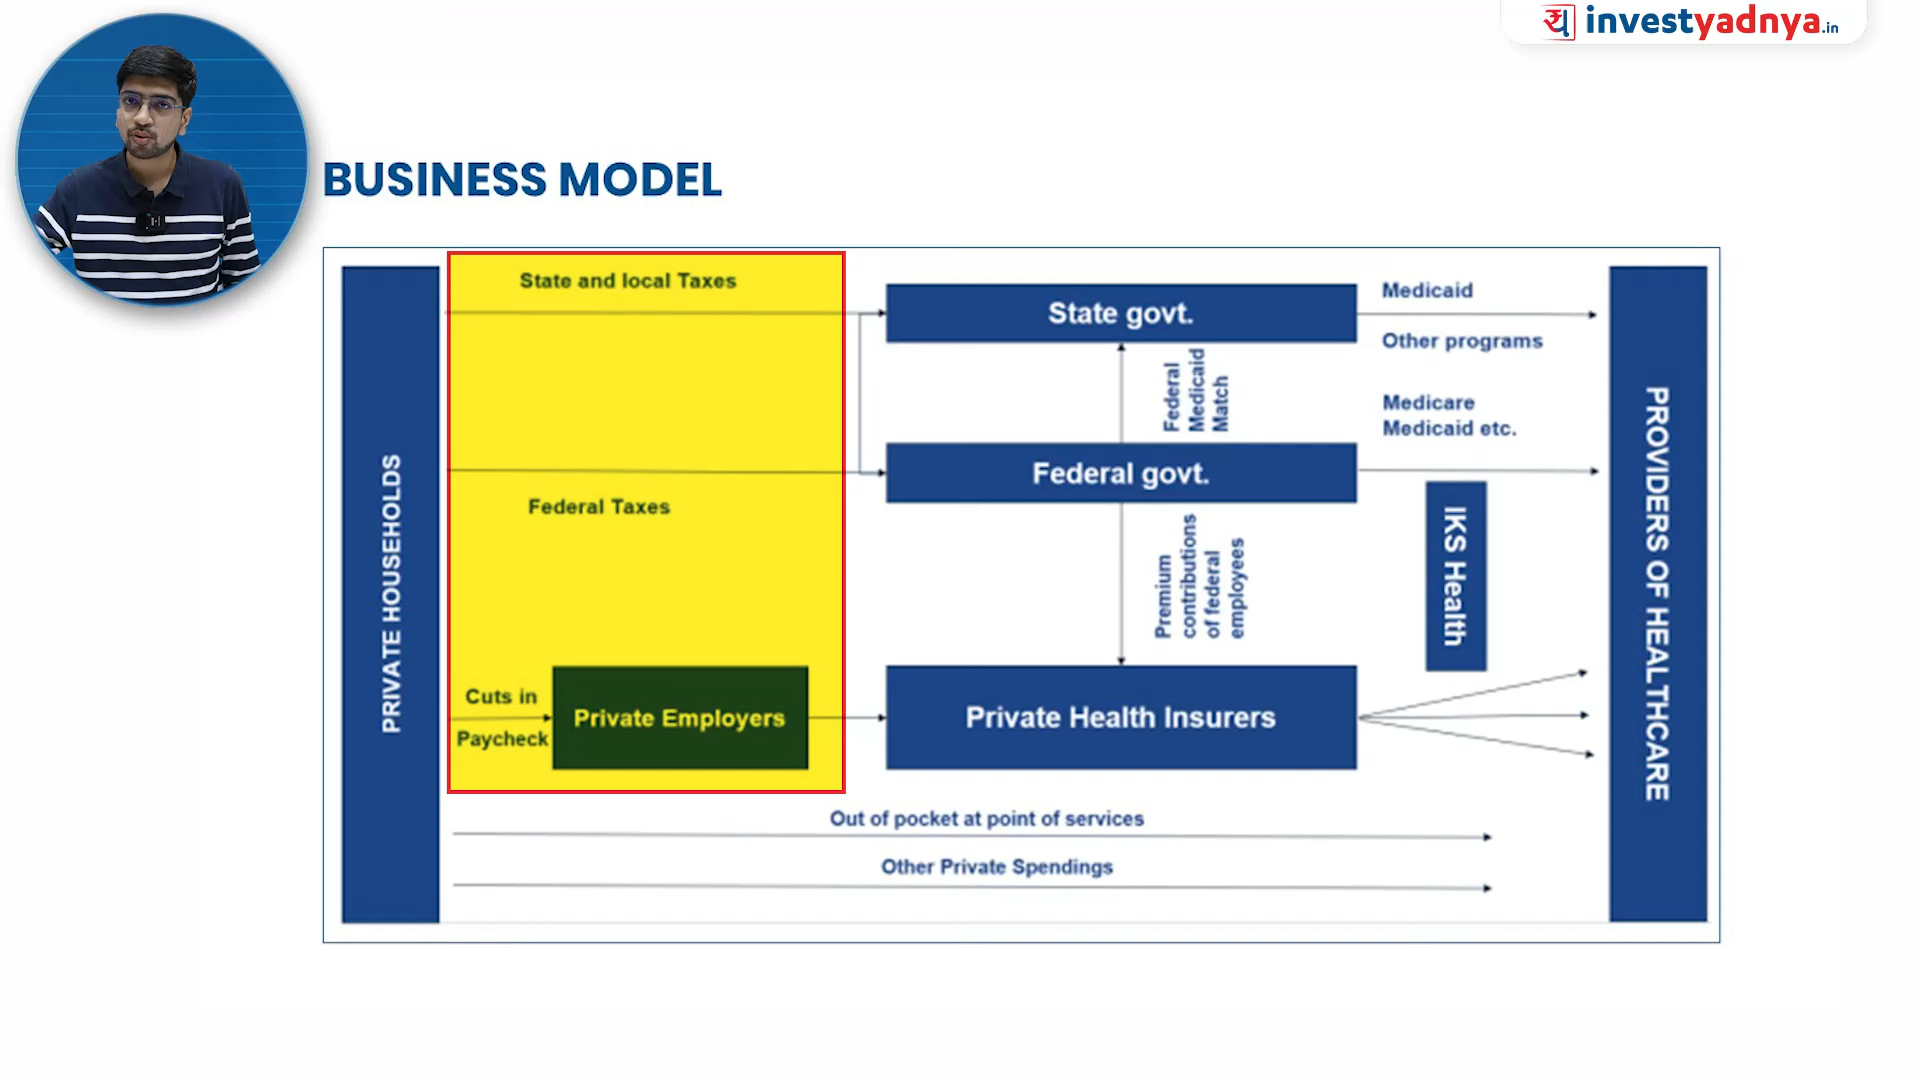 investyadnya.in
BUSINESS MODEL
State and local Taxes
State govt.
Medicaid
Other programs
Federal
Medicaid
Match
Medicare
Medicaid etc.
Federal govt.
Federal Taxes
PRIVATE HOUSEHOLDS
Premium
contributions
of federal
employees
IKS Health
PROVIDERS OF HEALTHCARE
Cuts in
Paycheck
Private Employers
Private Health Insurers
Out of pocket at point of services
Other Private Spendings